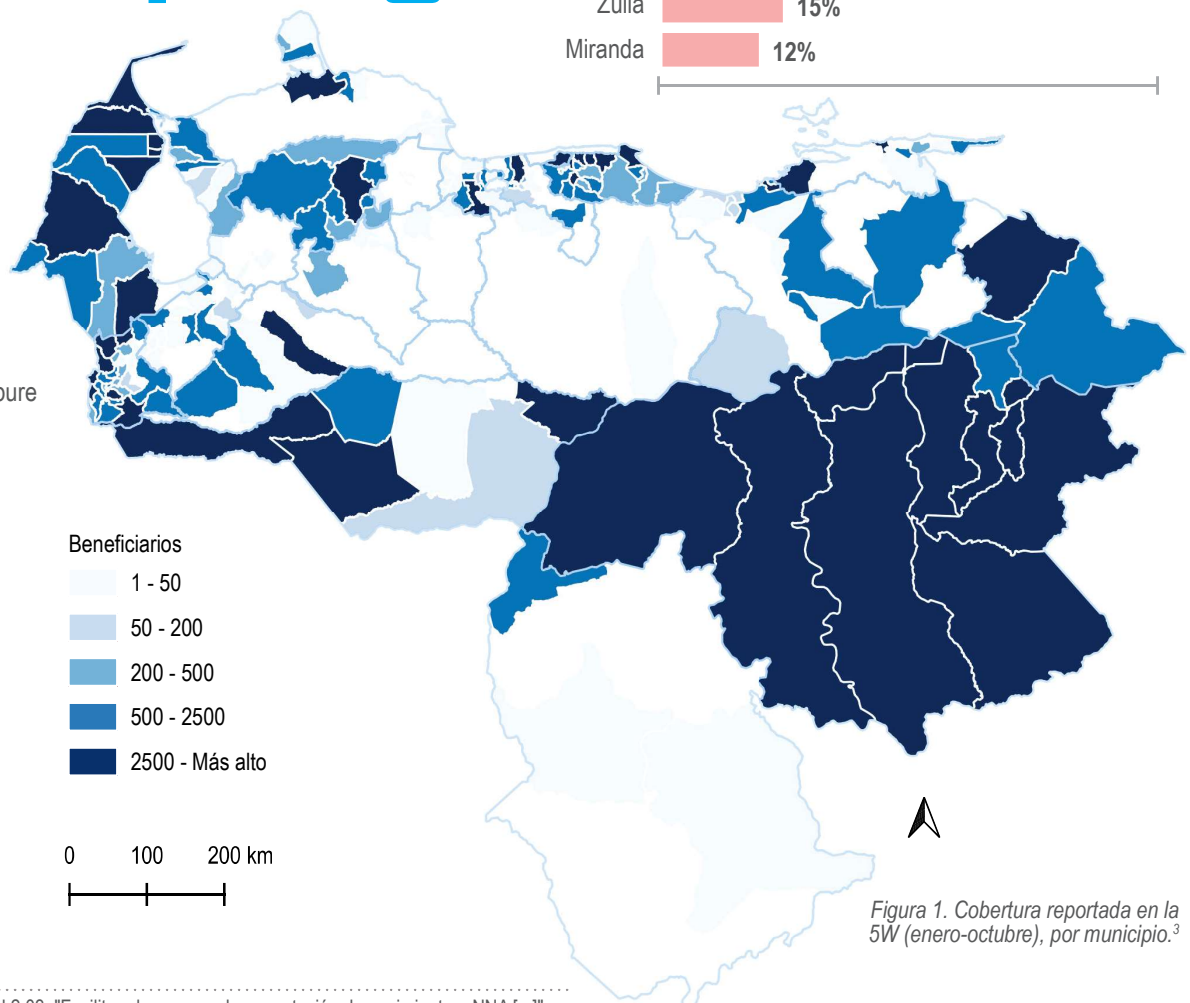 Zulia 15%
Miranda 12%
Beneficiarios
1 - 50
50 - 200
200 - 500
500 - 2500
2500 - Más alto
0 100 200 km
Figura 1. Cobertura reportada en la
5W (enero-octubre), por municipio.³